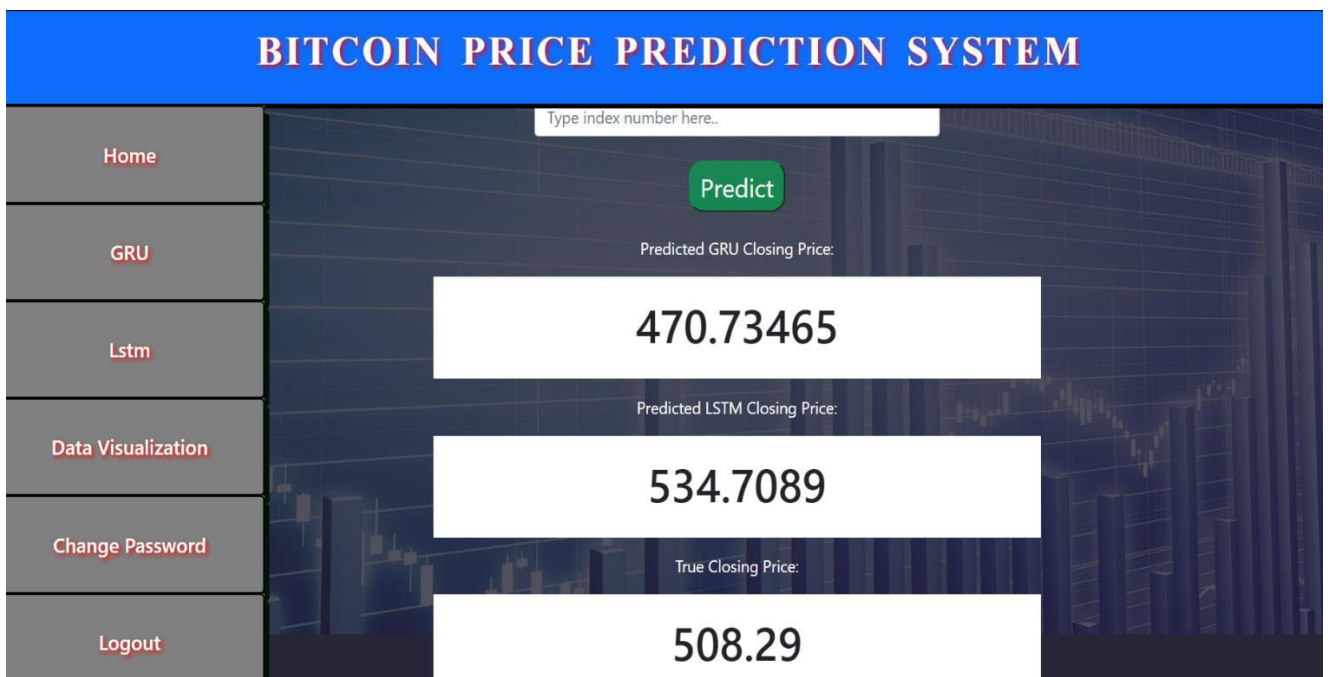 BITCOIN PRICE PREDICTION SYSTEM
Home
GRU
Lstm
Data Visualization
Change Password
Logout
Type index number here..
Predict
Predicted GRU Closing Price:
470.73465
Predicted LSTM Closing Price:
534.7089
True Closing Price:
508.29